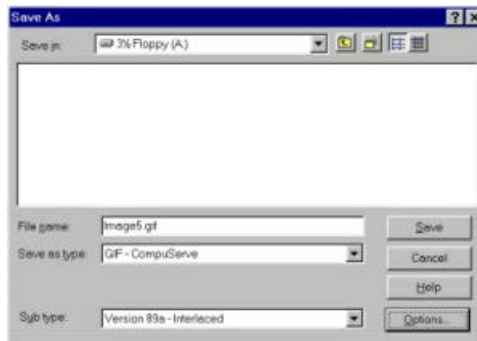 Save As
Save in: 3½ Floppy (A:)
File name: Image5.gif Save
Save as type: GIF - CompuServe Cancel
Help
Sub type: Version 89a - Interlaced Options...